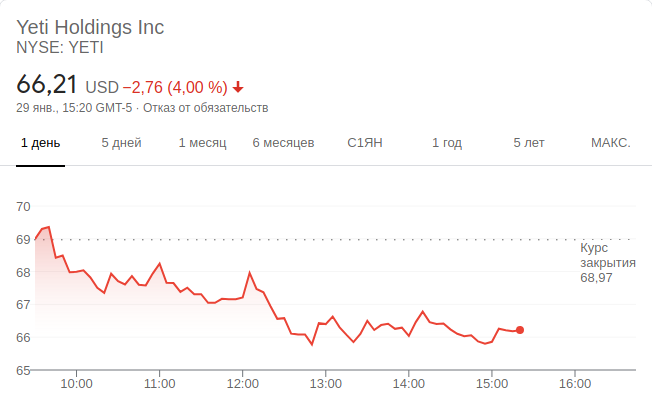 Yeti Holdings Inc
NYSE: YETI
66,21 USD −2,76 (4,00 %)
29 янв., 15:20 GMT-5 · Отказ от обязательств
1 день 5 дней 1 месяц 6 месяцев С1ЯН 1 год 5 лет МАКС.
70
69
Курс
закрытия
68,97
68
67
66
65
10:00 11:00 12:00 13:00 14:00 15:00 16:00